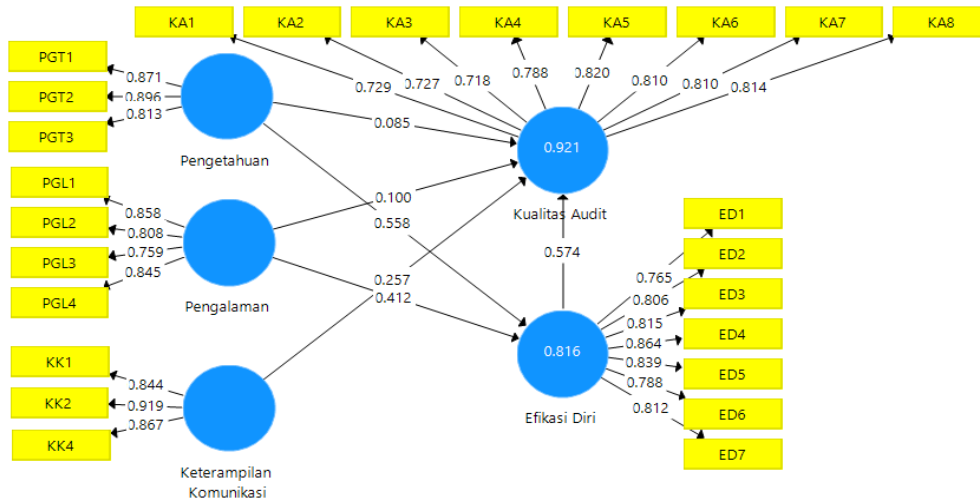 KA1 KA2 KA3 KA4 KA5 KA6 KA7 KA8
0.729 0.727 0.718 0.788 0.820 0.810 0.810 0.814
PGT1
PGT2
PGT3
0.871
0.896
0.813
Pengetahuan
0.085
0.558
0.921
Kualitas Audit
PGL1
PGL2
PGL3
PGL4
0.858
0.808
0.759
0.845
Pengalaman
0.100
0.412
0.257
0.574
KK1
KK2
KK4
0.844
0.919
0.867
Keterampilan
Komunikasi
0.816
Efikasi Diri
0.765
0.806
0.815
0.864
0.839
0.788
0.812
ED1
ED2
ED3
ED4
ED5
ED6
ED7